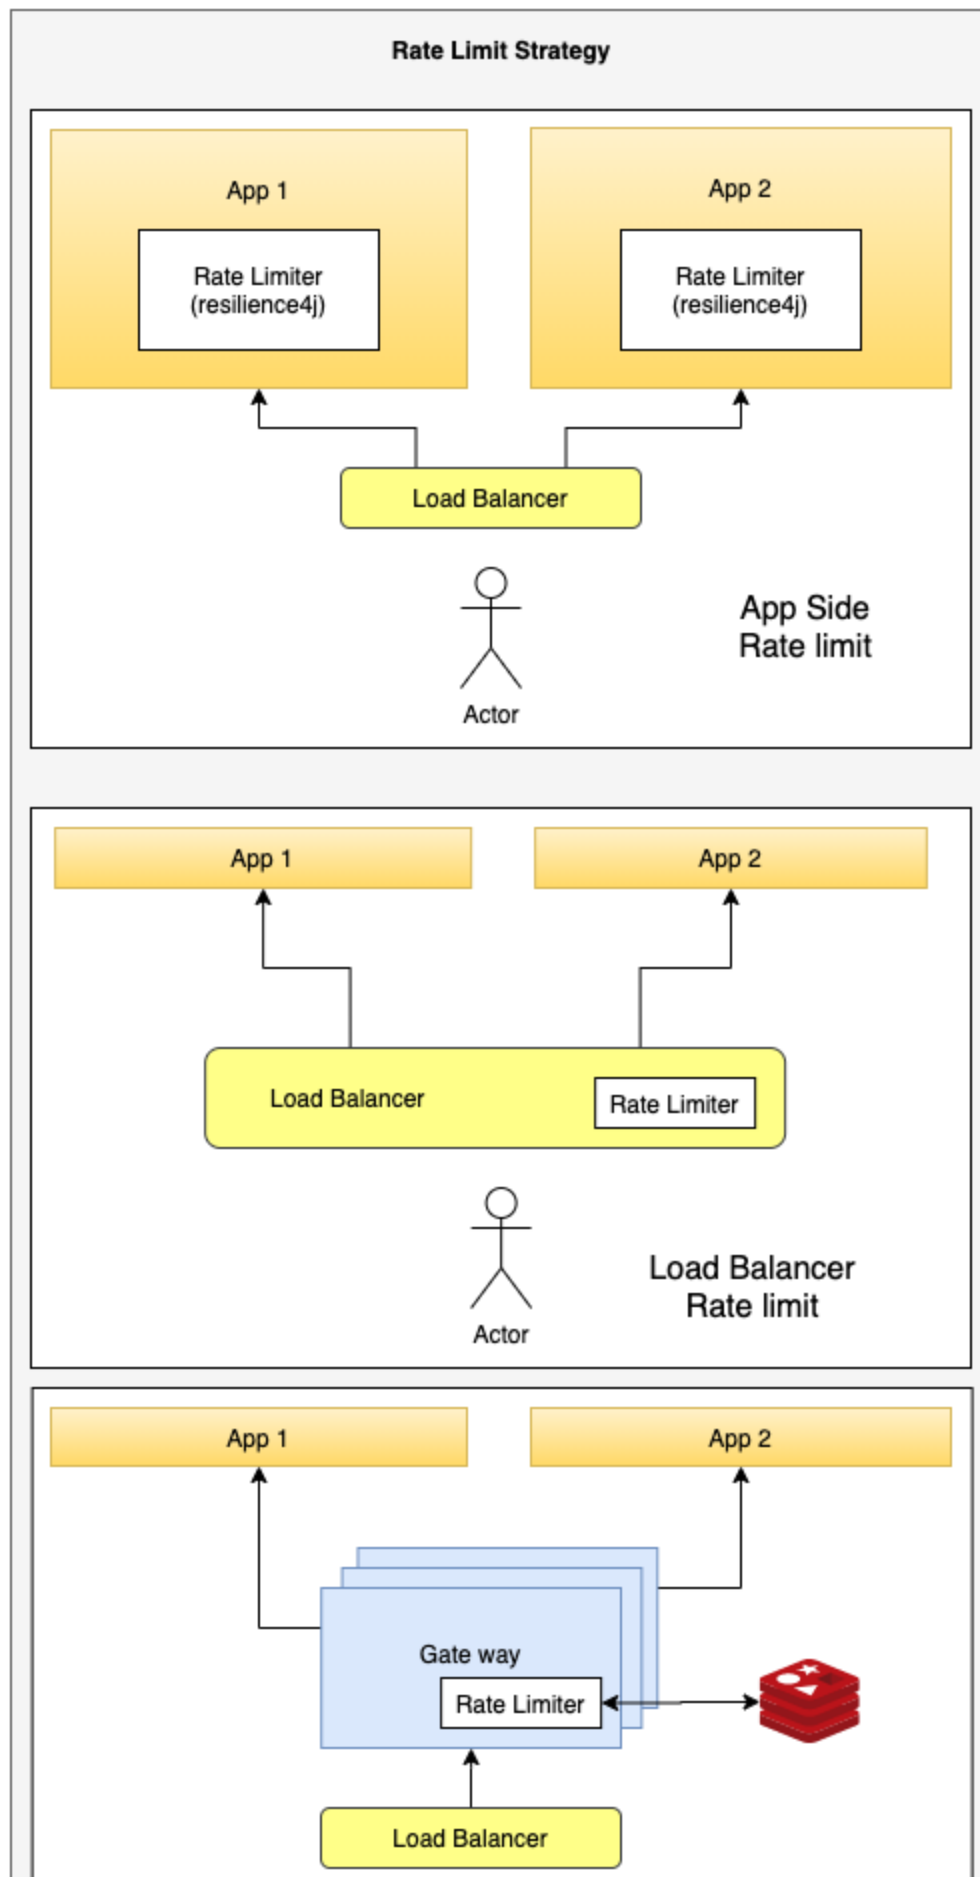 Rate Limit Strategy
App 1
App 2
Rate Limiter
(resilience4j)
Rate Limiter
(resilience4j)
Load Balancer
App Side
Rate limit
Actor
App 1
App 2
Load Balancer
Rate Limiter
Load Balancer
Rate limit
Actor
App 1
App 2
Gate way
Rate Limiter
Load Balancer